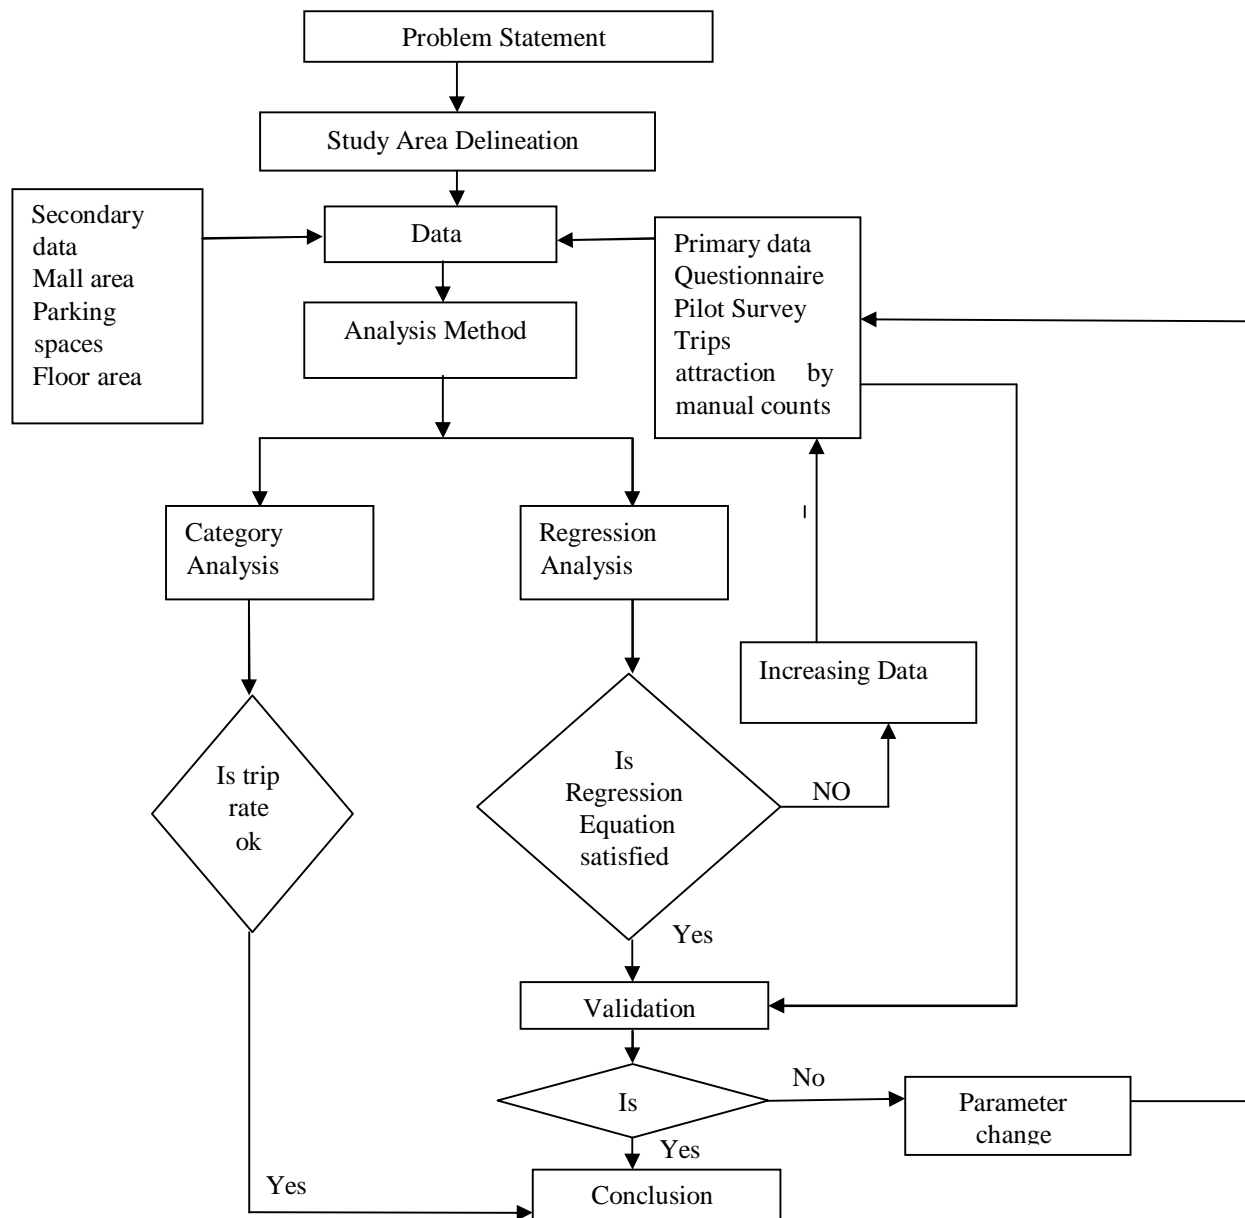 Problem Statement
Study Area Delineation
Secondary
data
Mall area
Parking
spaces
Floor area
Data
Primary data
Questionnaire
Pilot Survey
Trips
attraction by
manual counts
Analysis Method
Category
Analysis
Regression
Analysis
Increasing Data
Is trip
rate
ok
Is
Regression
Equation
satisfied
NO
Yes
Validation
Is
No
Parameter
change
Yes
Yes
Conclusion